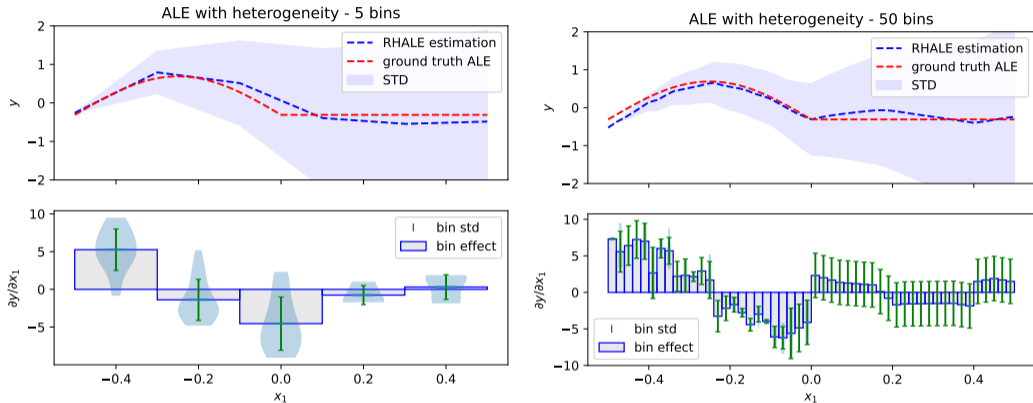 ALE with heterogeneity - 5 bins
2
1
0
−1
−2
y
RHALE estimation
ground truth ALE
STD
10
5
0
−5
∂y/∂x₁
bin std
bin effect
−0.4
−0.2
0.0
0.2
0.4
x₁
ALE with heterogeneity - 50 bins
2
1
0
−1
−2
y
RHALE estimation
ground truth ALE
STD
10
5
0
−5
−10
∂y/∂x₁
bin std
bin effect
−0.4
−0.2
0.0
0.2
0.4
x₁